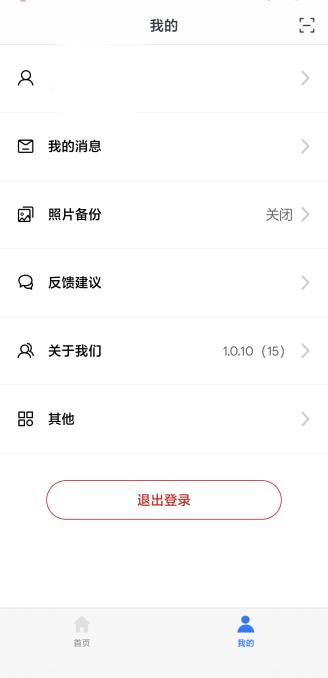 我的
我的消息
照片备份 关闭
反馈建议
关于我们 1.0.10（15）
其他
退出登录
首页 我的